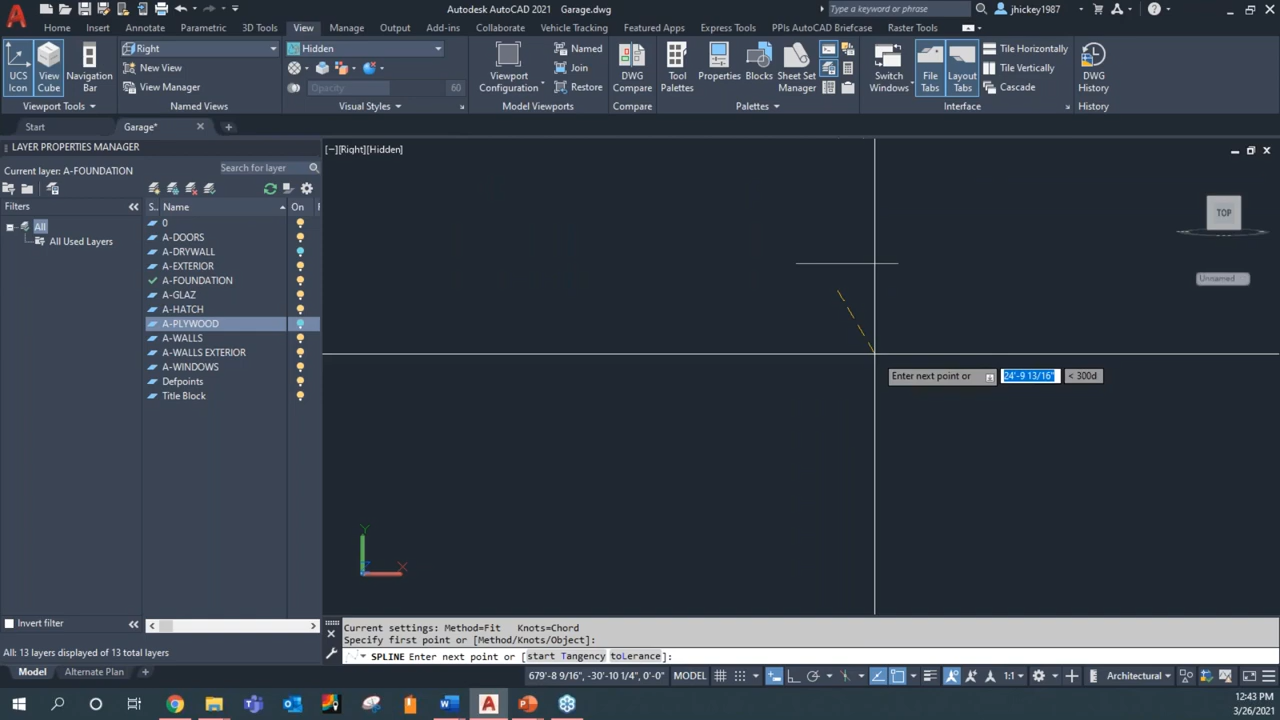 Autodesk AutoCAD 2021 Garage.dwg
Type a keyword or phrase
jhickey1987
Home Insert Annotate Parametric 3D Tools View Manage Output Add-ins Collaborate Vehicle Tracking Featured Apps Express Tools PPIs AutoCAD Briefcase Raster Tools
UCS Icon
View Cube
Navigation Bar
Viewport Tools
Right
New View
View Manager
Named Views
Hidden
Opacity 60
Visual Styles
Viewport Configuration
Named
Join
Restore
Model Viewports
DWG Compare
Compare
Tool Palettes
Properties
Blocks
Sheet Set Manager
Palettes
Switch Windows
File Tabs
Layout Tabs
Tile Horizontally
Tile Vertically
Cascade
Interface
DWG History
History
Start Garage*
LAYER PROPERTIES MANAGER
Current layer: A-FOUNDATION
Search for layer
Filters
All
All Used Layers
S.. Name On F
0
A-DOORS
A-DRYWALL
A-EXTERIOR
A-FOUNDATION
A-GLAZ
A-HATCH
A-PLYWOOD
A-WALLS
A-WALLS EXTERIOR
A-WINDOWS
Defpoints
Title Block
Invert filter
All: 13 layers displayed of 13 total layers
[−][Right][Hidden]
TOP
Unnamed
Enter next point or 24'-9 13/16" < 300d
Y
X
Z
Current settings: Method=Fit Knots=Chord
Specify first point or [Method/Knots/Object]:
SPLINE Enter next point or [start Tangency toLerance]:
Model Alternate Plan
679'-8 9/16", -30'-10 1/4", 0'-0" MODEL 1:1 Architectural
12:43 PM
3/26/2021